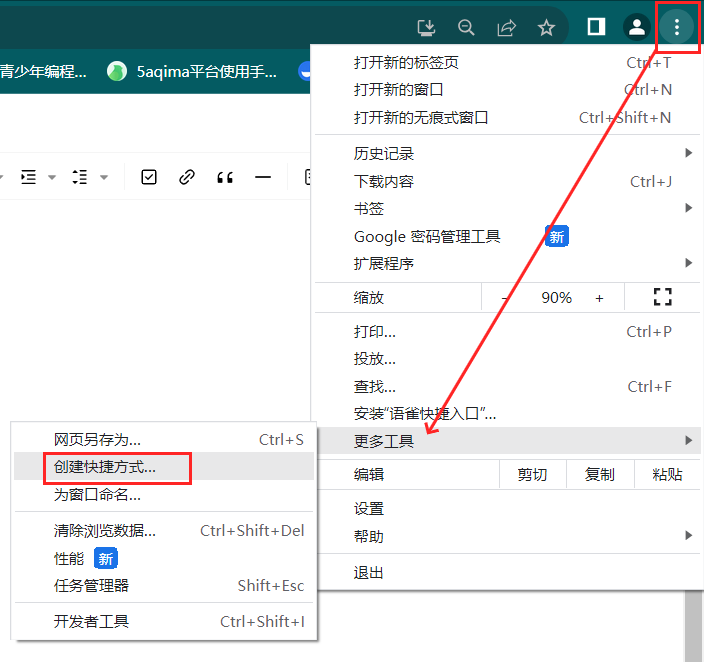 青少年编程...
5aqima平台使用手...
打开新的标签页 Ctrl+T
打开新的窗口 Ctrl+N
打开新的无痕式窗口 Ctrl+Shift+N
历史记录
下载内容 Ctrl+J
书签
Google 密码管理工具 新
扩展程序
缩放 - 90% +
打印... Ctrl+P
投放...
查找... Ctrl+F
安装“语雀快捷入口”...
更多工具
编辑 剪切 复制 粘贴
设置
帮助
退出
网页另存为... Ctrl+S
创建快捷方式...
为窗口命名...
清除浏览数据... Ctrl+Shift+Del
性能 新
任务管理器 Shift+Esc
开发者工具 Ctrl+Shift+I